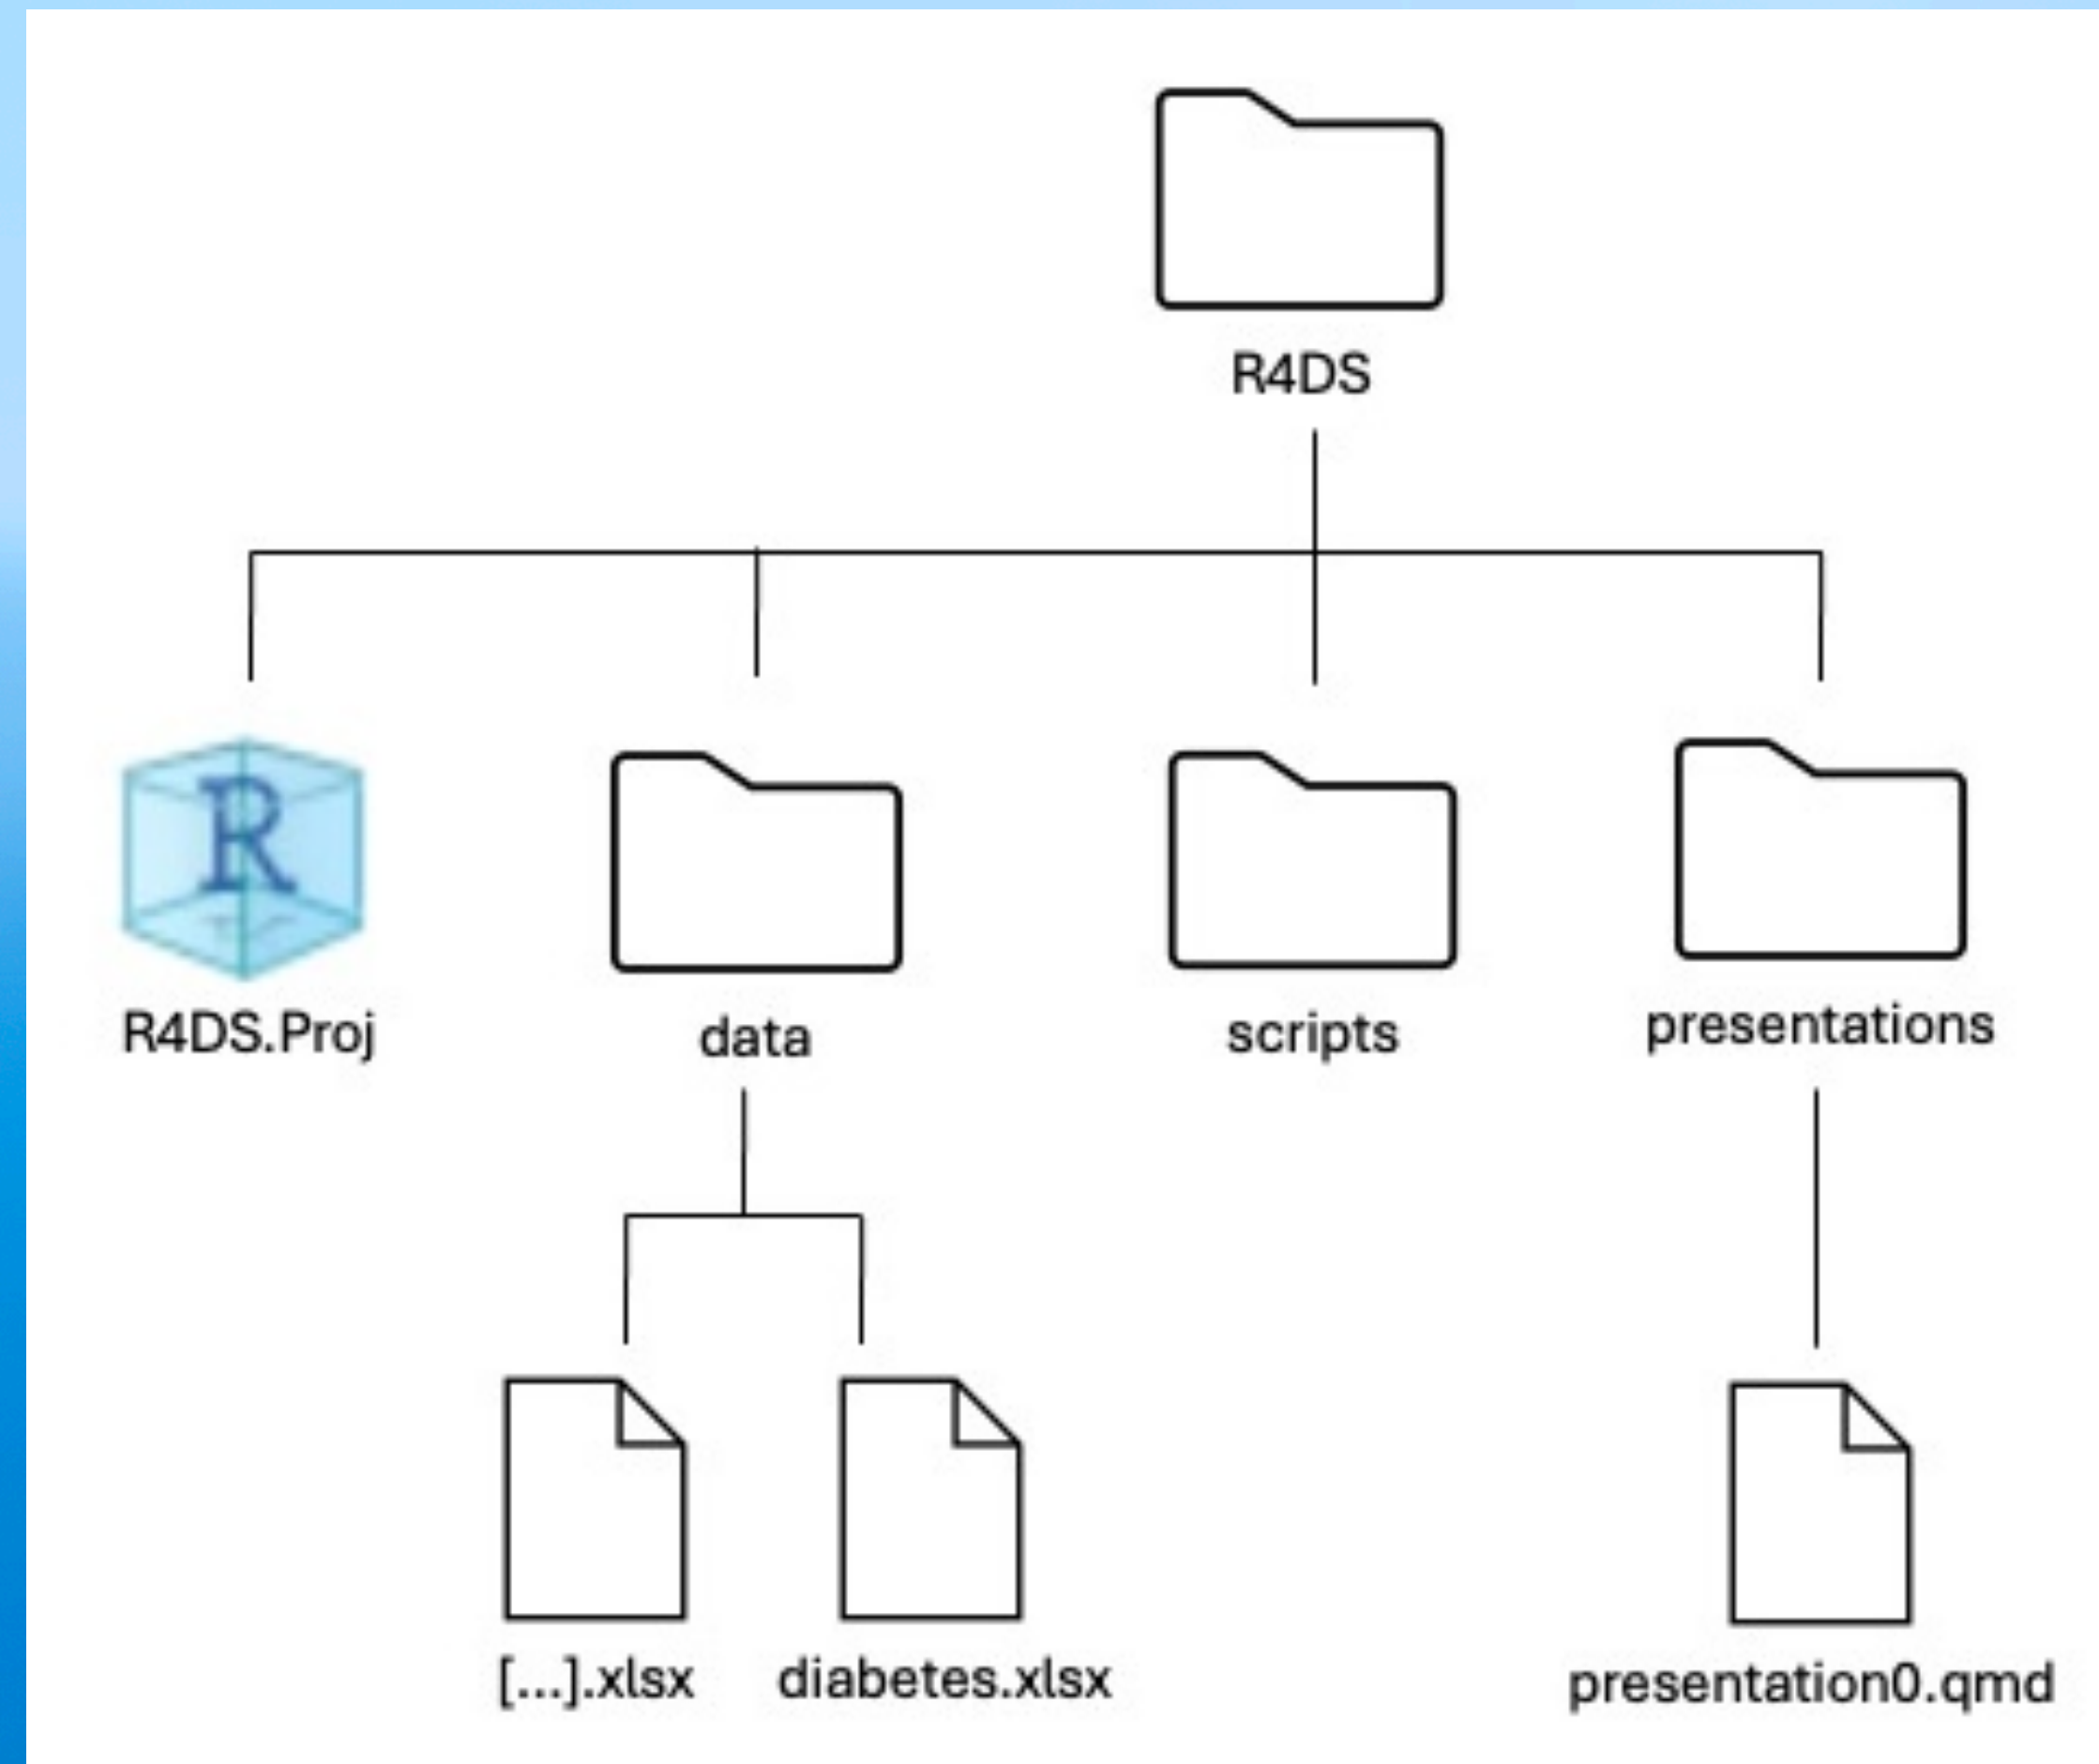 R4DS
R
R4DS.Proj
data
scripts
presentations
[...].xlsx
diabetes.xlsx
presentation0.qmd